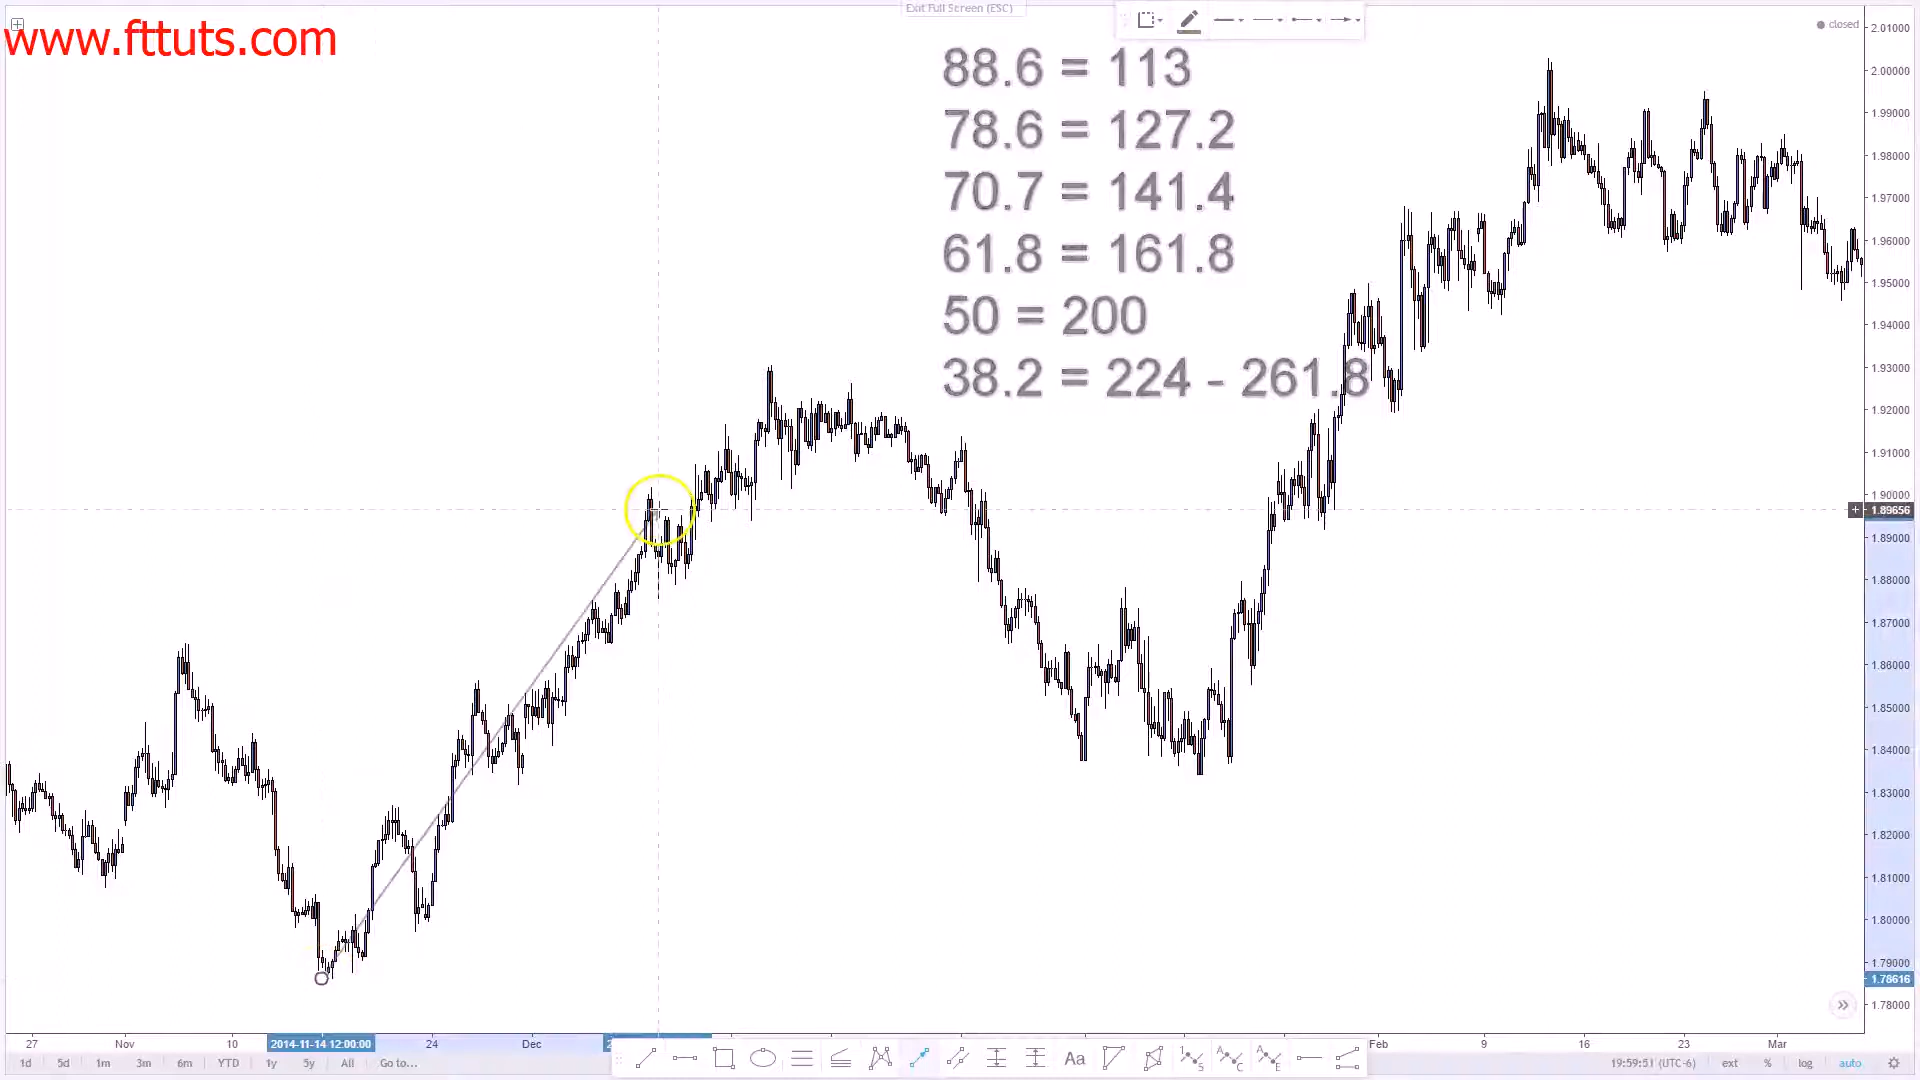 Exit Full Screen (ESC)
www.fttuts.com
closed
88.6 = 113
78.6 = 127.2
70.7 = 141.4
61.8 = 161.8
50 = 200
38.2 = 224 - 261.8
2.01000
2.00000
1.99000
1.98000
1.97000
1.96000
1.95000
1.94000
1.93000
1.92000
1.91000
1.90000
1.89656
1.89000
1.88000
1.87000
1.86000
1.85000
1.84000
1.83000
1.82000
1.81000
1.80000
1.79000
1.78616
1.78000
27 Nov 10 2014-11-14 12:00:00 24 Dec Feb 9 16 23 Mar
1d 5d 1m 3m 6m YTD 1y 5y All Go to... Aa 19:59:51 (UTC-6) ext % log auto